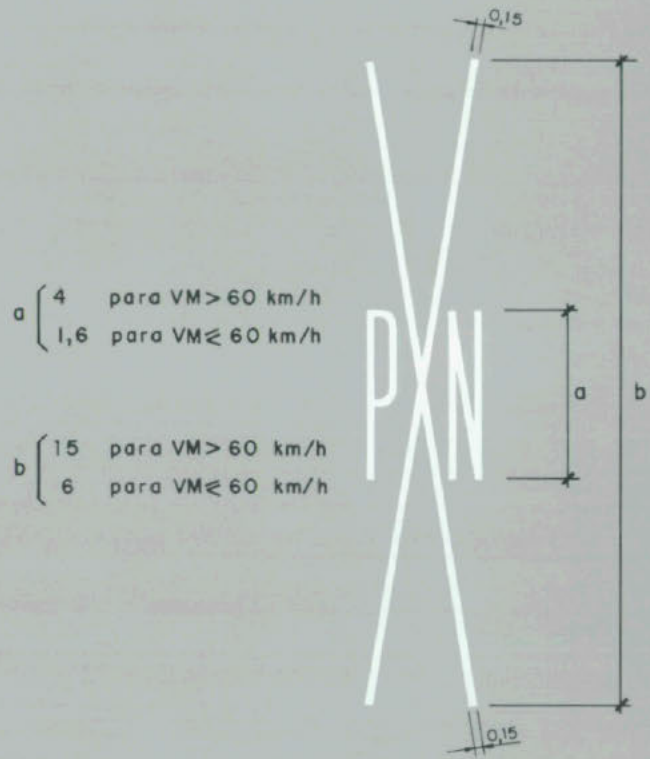 0,15
a { 4 para VM > 60 km/h
1,6 para VM ⩽ 60 km/h
P N
a
b
b { 15 para VM > 60 km/h
6 para VM ⩽ 60 km/h
0,15